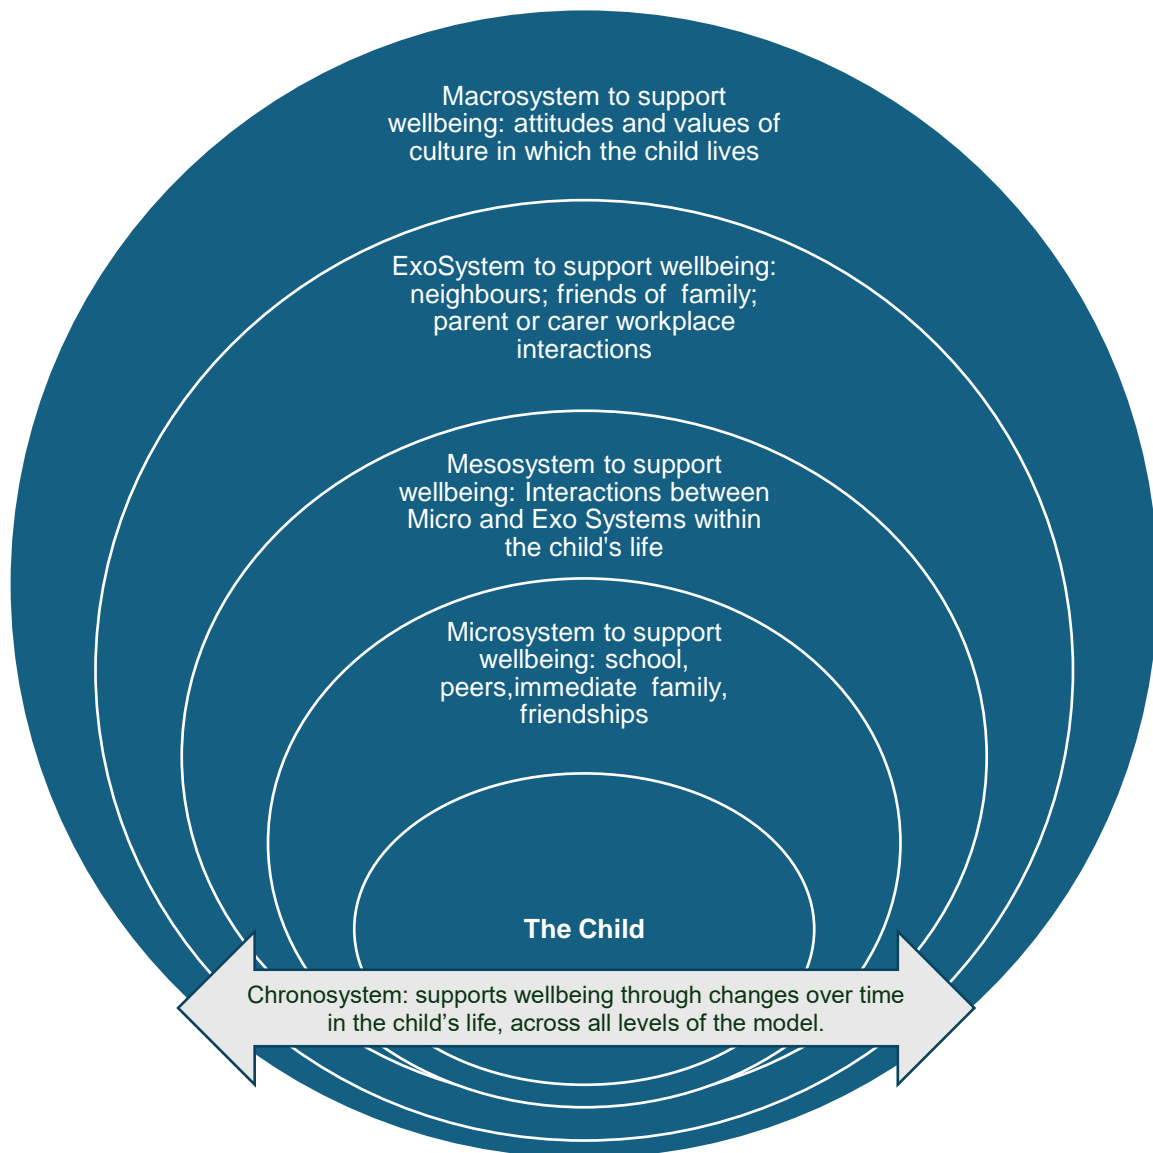 Macrosystem to support
wellbeing: attitudes and values of
culture in which the child lives
ExoSystem to support wellbeing:
neighbours; friends of  family;
parent or carer workplace
interactions
Mesosystem to support
wellbeing: Interactions between
Micro and Exo Systems within
the child's life
Microsystem to support
wellbeing: school,
peers,immediate  family,
friendships
The Child
Chronosystem: supports wellbeing through changes over time
in the child’s life, across all levels of the model.